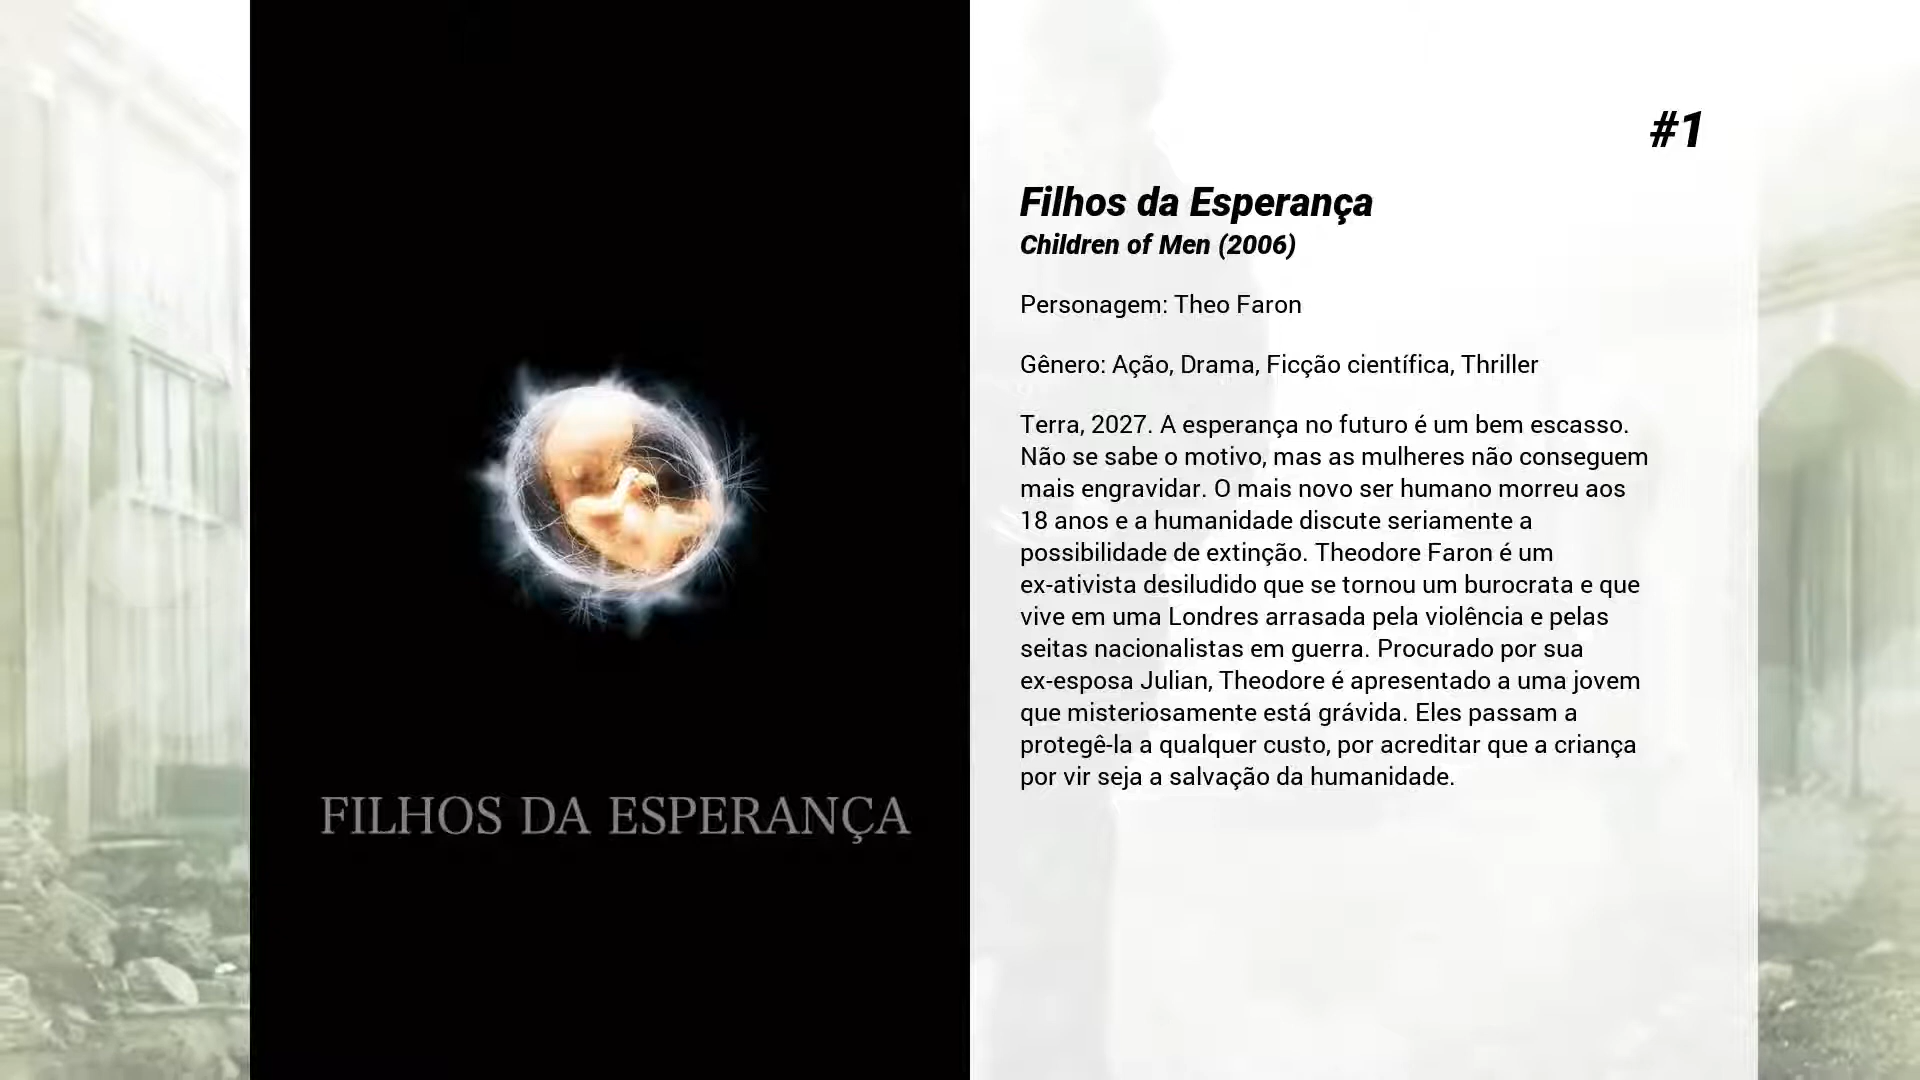 FILHOS DA ESPERANÇA
#1
Filhos da Esperança
Children of Men (2006)
Personagem: Theo Faron
Gênero: Ação, Drama, Ficção científica, Thriller
Terra, 2027. A esperança no futuro é um bem escasso.
Não se sabe o motivo, mas as mulheres não conseguem
mais engravidar. O mais novo ser humano morreu aos
18 anos e a humanidade discute seriamente a
possibilidade de extinção. Theodore Faron é um
ex-ativista desiludido que se tornou um burocrata e que
vive em uma Londres arrasada pela violência e pelas
seitas nacionalistas em guerra. Procurado por sua
ex-esposa Julian, Theodore é apresentado a uma jovem
que misteriosamente está grávida. Eles passam a
protegê-la a qualquer custo, por acreditar que a criança
por vir seja a salvação da humanidade.